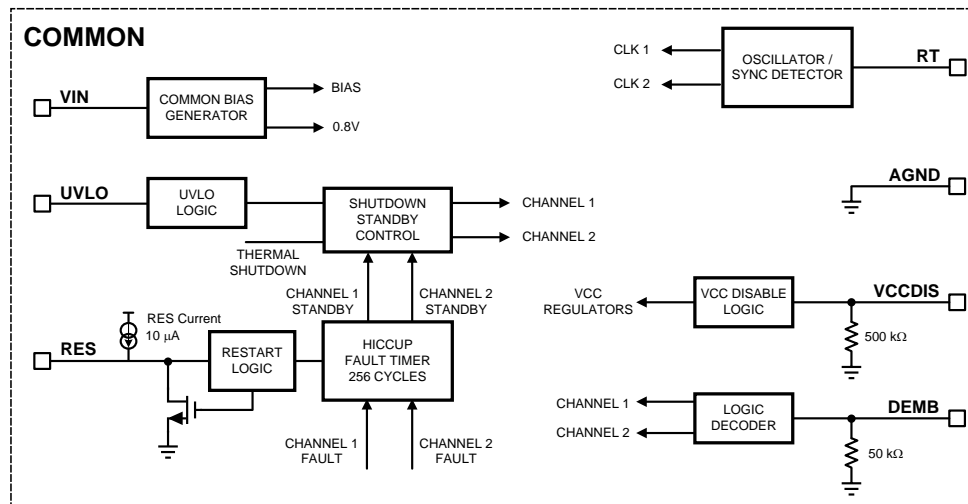 COMMON
VIN
COMMON BIAS
GENERATOR
BIAS
0.8V
CLK 1
CLK 2
OSCILLATOR /
SYNC DETECTOR
RT
UVLO
UVLO
LOGIC
SHUTDOWN
STANDBY
CONTROL
CHANNEL 1
CHANNEL 2
THERMAL
SHUTDOWN
AGND
CHANNEL 1
STANDBY
CHANNEL 2
STANDBY
VCC
REGULATORS
VCC DISABLE
LOGIC
VCCDIS
500 kΩ
RES Current
10 μA
RES
RESTART
LOGIC
HICCUP
FAULT TIMER
256 CYCLES
CHANNEL 1
FAULT
CHANNEL 2
FAULT
CHANNEL 1
CHANNEL 2
LOGIC
DECODER
DEMB
50 kΩ